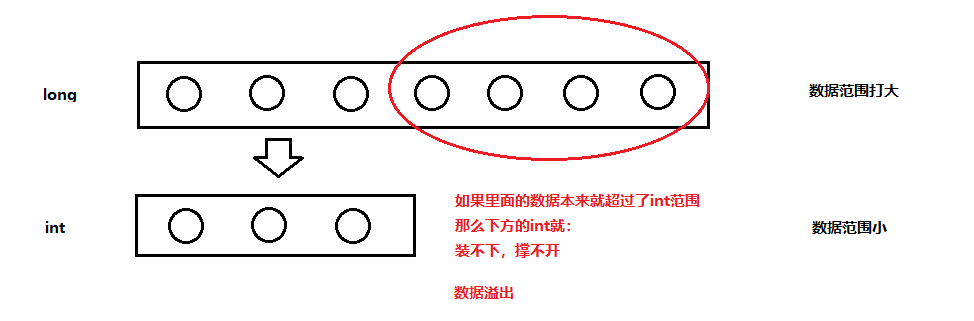 long
数据范围打大
如果里面的数据本来就超过了int范围
那么下方的int就：
装不下，撑不开
int
数据范围小
数据溢出